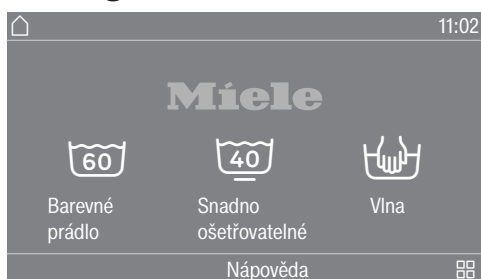 11:02
Miele
60
40
Barevné
prádlo
Snadno
ošetřovatelné
Vlna
Nápověda